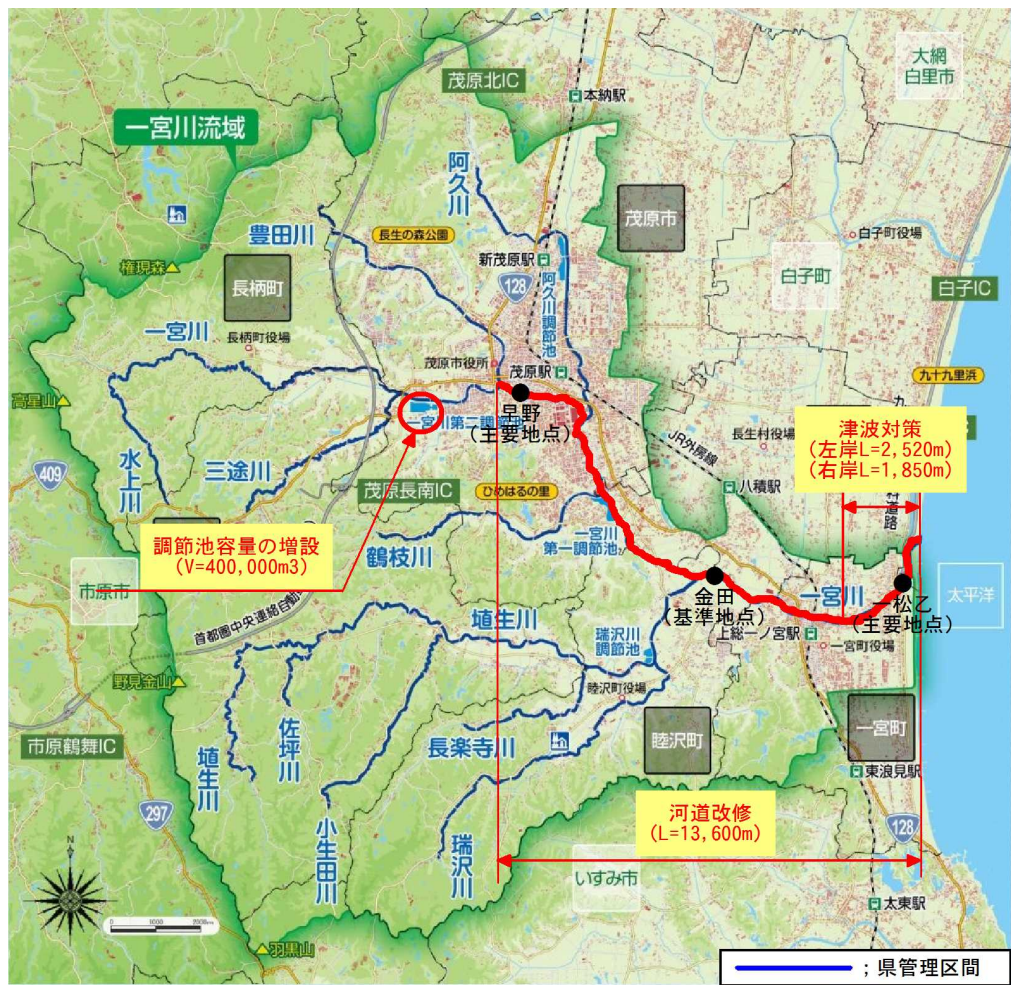 大網
白里市
茂原北IC
本納駅
一宮川流域
阿久川
茂原市
豊田川
長生の森公園
白子町役場
新茂原駅
権現森
長柄町
128
阿久川調節池
白子町
白子IC
一宮川
長柄町役場
茂原市役所
茂原駅
九十九里浜
高星山
早野
(主要地点)
一宮川第二調節池
津波対策
(左岸L=2,520m)
(右岸L=1,850m)
長生村役場
JR外房線
409
水上川
三途川
茂原長南IC
ひめはるの里
八積駅
料道路
調節池容量の増設
(V=400,000m3)
鶴枝川
一宮川
第一調節池
市原市
首都圏中央連絡自動
金田
(基準地点)
一宮川
一松乙
(主要地点)
太平洋
埴生川
瑞沢川
調節池
上総一ノ宮駅
一宮町役場
野見金山
睦沢町役場
市原鶴舞IC
埴生川
佐坪川
長楽寺川
睦沢町
一宮町
東浪見駅
297
小生田川
瑞沢川
河道改修
(L=13,600m)
128
いすみ市
太東駅
N
0
羽黒山
;県管理区間